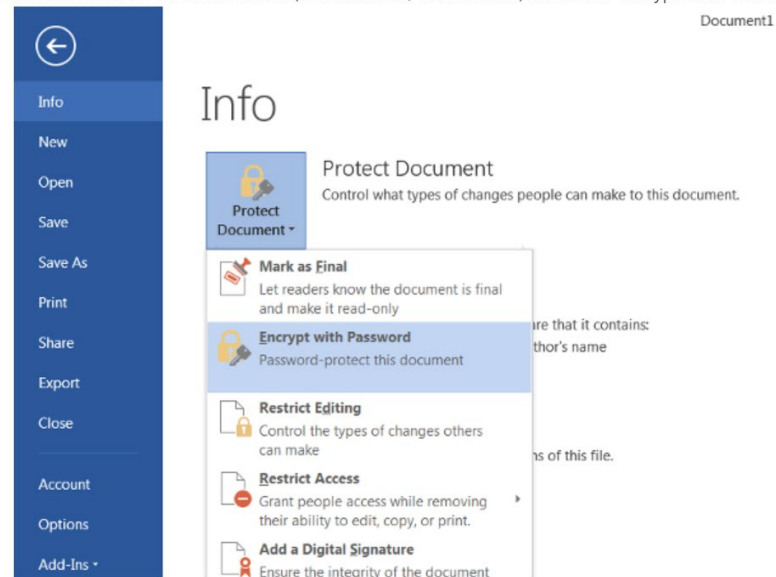 Document1
Info
New
Open
Save
Save As
Print
Share
Export
Close
Account
Options
Add-Ins
Info
Protect
Document
Protect Document
Control what types of changes people can make to this document.
Mark as Final
Let readers know the document is final
and make it read-only
Encrypt with Password
Password-protect this document
Restrict Editing
Control the types of changes others
can make
Restrict Access
Grant people access while removing
their ability to edit, copy, or print.
Add a Digital Signature
Ensure the integrity of the document
that it contains:
name
of this file.